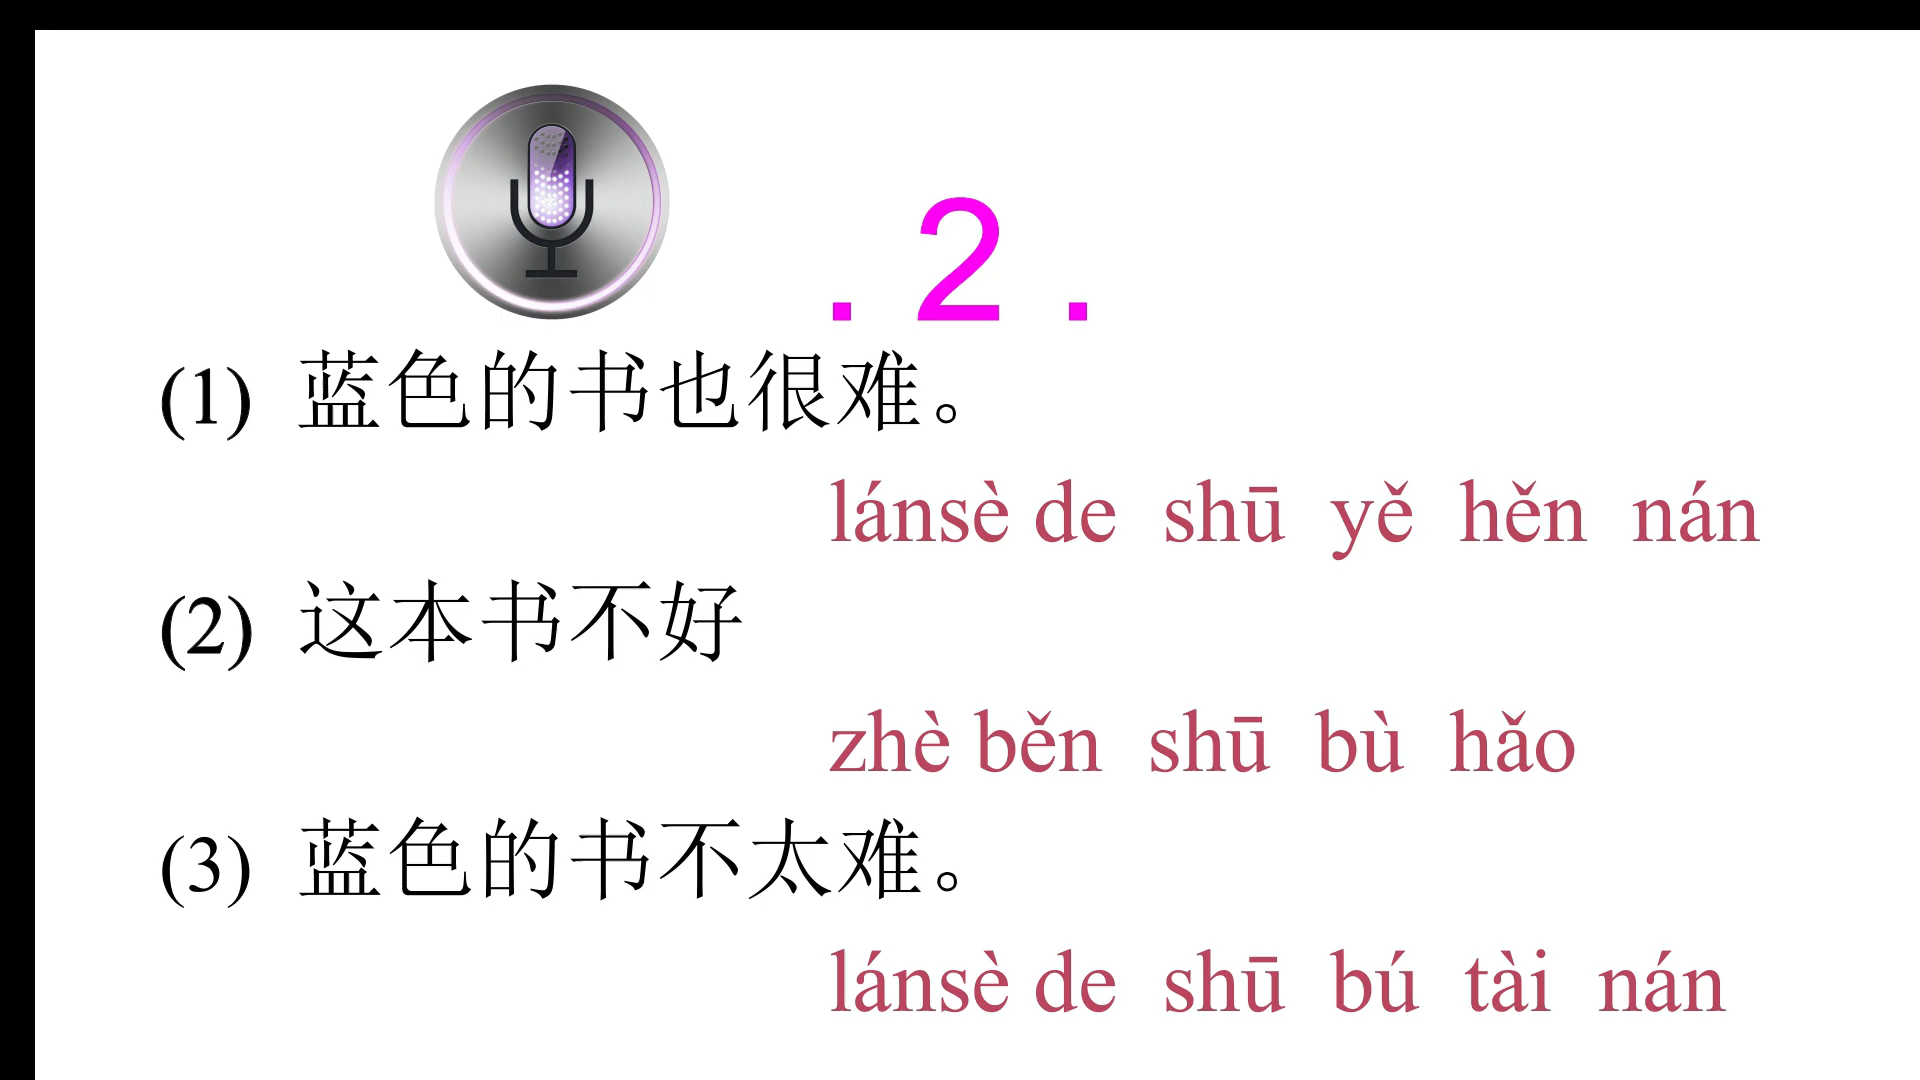 . 2 .
(1) 蓝色的书也很难。
lánsè de shū yě hěn nán
(2) 这本书不好
zhè běn shū bù hǎo
(3) 蓝色的书不太难。
lánsè de shū bú tài nán